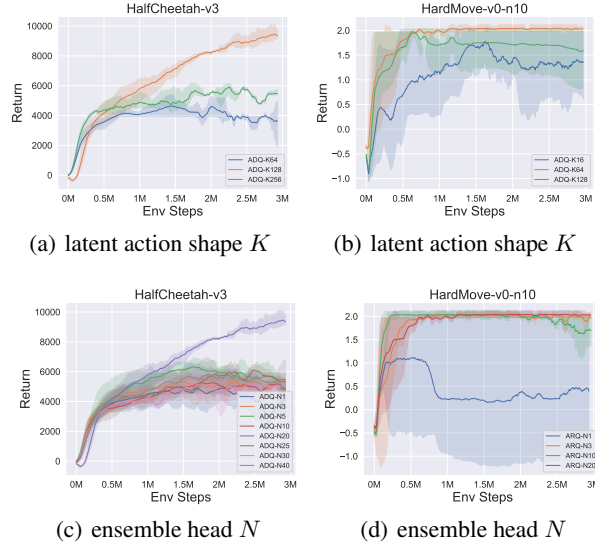 HalfCheetah-v3
10000
8000
6000
4000
2000
0
Return
ADQ-K64
ADQ-K128
ADQ-K256
0M
0.5M
1M
1.5M
2M
2.5M
3M
Env Steps
(a) latent action shape K
HardMove-v0-n10
2.0
1.5
1.0
0.5
0.0
−0.5
−1.0
Return
ADQ-K16
ADQ-K64
ADQ-K128
0M
0.5M
1M
1.5M
2M
2.5M
3M
Env Steps
(b) latent action shape K
HalfCheetah-v3
10000
8000
6000
4000
2000
0
Return
ADQ-N1
ADQ-N3
ADQ-N5
ADQ-N10
ADQ-N20
ADQ-N25
ADQ-N30
ADQ-N40
0M
0.5M
1M
1.5M
2M
2.5M
3M
Env Steps
(c) ensemble head N
HardMove-v0-n10
2.0
1.5
1.0
0.5
0.0
−0.5
−1.0
Return
ARQ-N1
ARQ-N3
ARQ-N10
ARQ-N20
0M
0.5M
1M
1.5M
2M
2.5M
3M
Env Steps
(d) ensemble head N